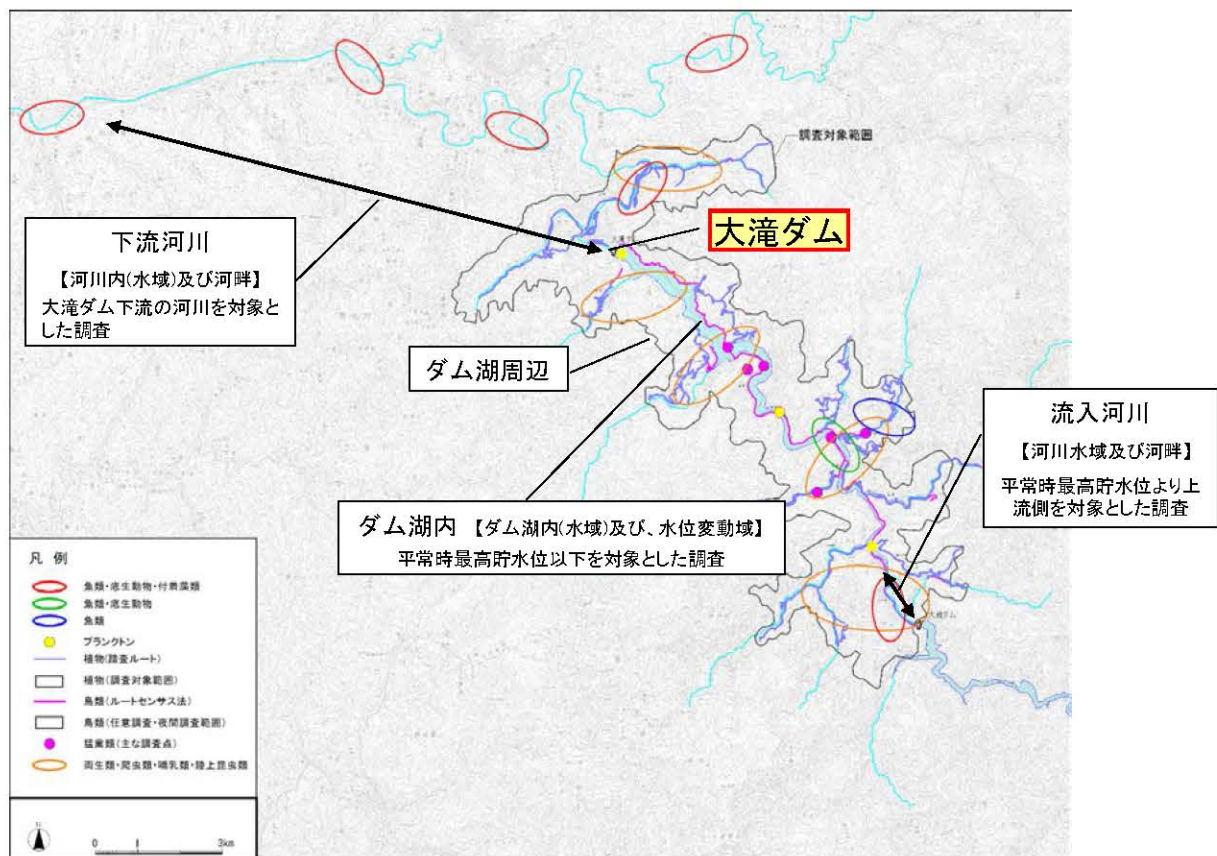 調査対象範囲
大滝ダム
下流河川
【河川内(水域)及び河畔】
大滝ダム下流の河川を対象と
した調査
ダム湖周辺
流入河川
【河川水域及び河畔】
平常時最高貯水位より上
流側を対象とした調査
ダム湖内 【ダム湖内(水域)及び、水位変動域】
平常時最高貯水位以下を対象とした調査
凡 例
魚類・底生動物・付着藻類
魚類・底生動物
魚類
プランクトン
植物(踏査ルート)
植物(調査対象範囲)
鳥類(ルートセンサス法)
鳥類(任意調査・夜間調査範囲)
猛禽類(主な調査点)
両生類・爬虫類・哺乳類・陸上昆虫類
0 1 3km